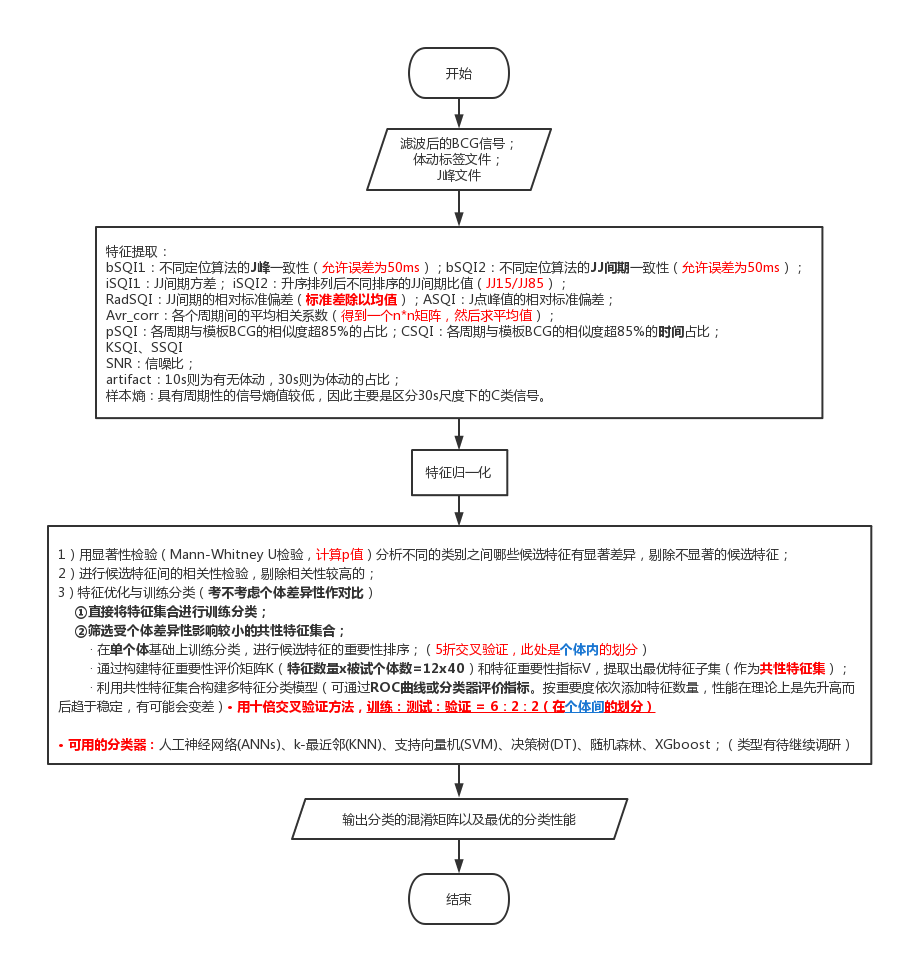 开始
滤波后的BCG信号；
体动标签文件；
J峰文件
特征提取：
bSQI1：不同定位算法的J峰一致性（允许误差为50ms）；bSQI2：不同定位算法的JJ间期一致性（允许误差为50ms）；
iSQI1：JJ间期方差； iSQI2：升序排列后不同排序的JJ间期比值（JJ15/JJ85）；
RadSQI：JJ间期的相对标准偏差（标准差除以均值）；ASQI：J点峰值的相对标准偏差；
Avr_corr：各个周期间的平均相关系数（得到一个n*n矩阵，然后求平均值）；
pSQI：各周期与模板BCG的相似度超85%的占比；CSQI：各周期与模板BCG的相似度超85%的时间占比；
KSQI、SSQI
SNR：信噪比；
artifact：10s则为有无体动，30s则为体动的占比；
样本熵：具有周期性的信号熵值较低，因此主要是区分30s尺度下的C类信号。
特征归一化
1）用显著性检验（Mann-Whitney U检验，计算p值）分析不同的类别之间哪些候选特征有显著差异，剔除不显著的候选特征；
2）进行候选特征间的相关性检验，剔除相关性较高的；
3）特征优化与训练分类（考不考虑个体差异性作对比）
①直接将特征集合进行训练分类；
②筛选受个体差异性影响较小的共性特征集合；
· 在单个体基础上训练分类，进行候选特征的重要性排序；（5折交叉验证，此处是个体内的划分）
· 通过构建特征重要性评价矩阵K（特征数量x被试个体数=12x40）和特征重要性指标V，提取出最优特征子集（作为共性特征集）；
· 利用共性特征集合构建多特征分类模型（可通过ROC曲线或分类器评价指标。按重要度依次添加特征数量，性能在理论上是先升高而
后趋于稳定，有可能会变差）• 用十倍交叉验证方法，训练：测试：验证 = 6：2：2（在个体间的划分）
• 可用的分类器：人工神经网络(ANNs)、k-最近邻(KNN)、支持向量机(SVM)、决策树(DT)、随机森林、XGboost；（类型有待继续调研）
输出分类的混淆矩阵以及最优的分类性能
结束